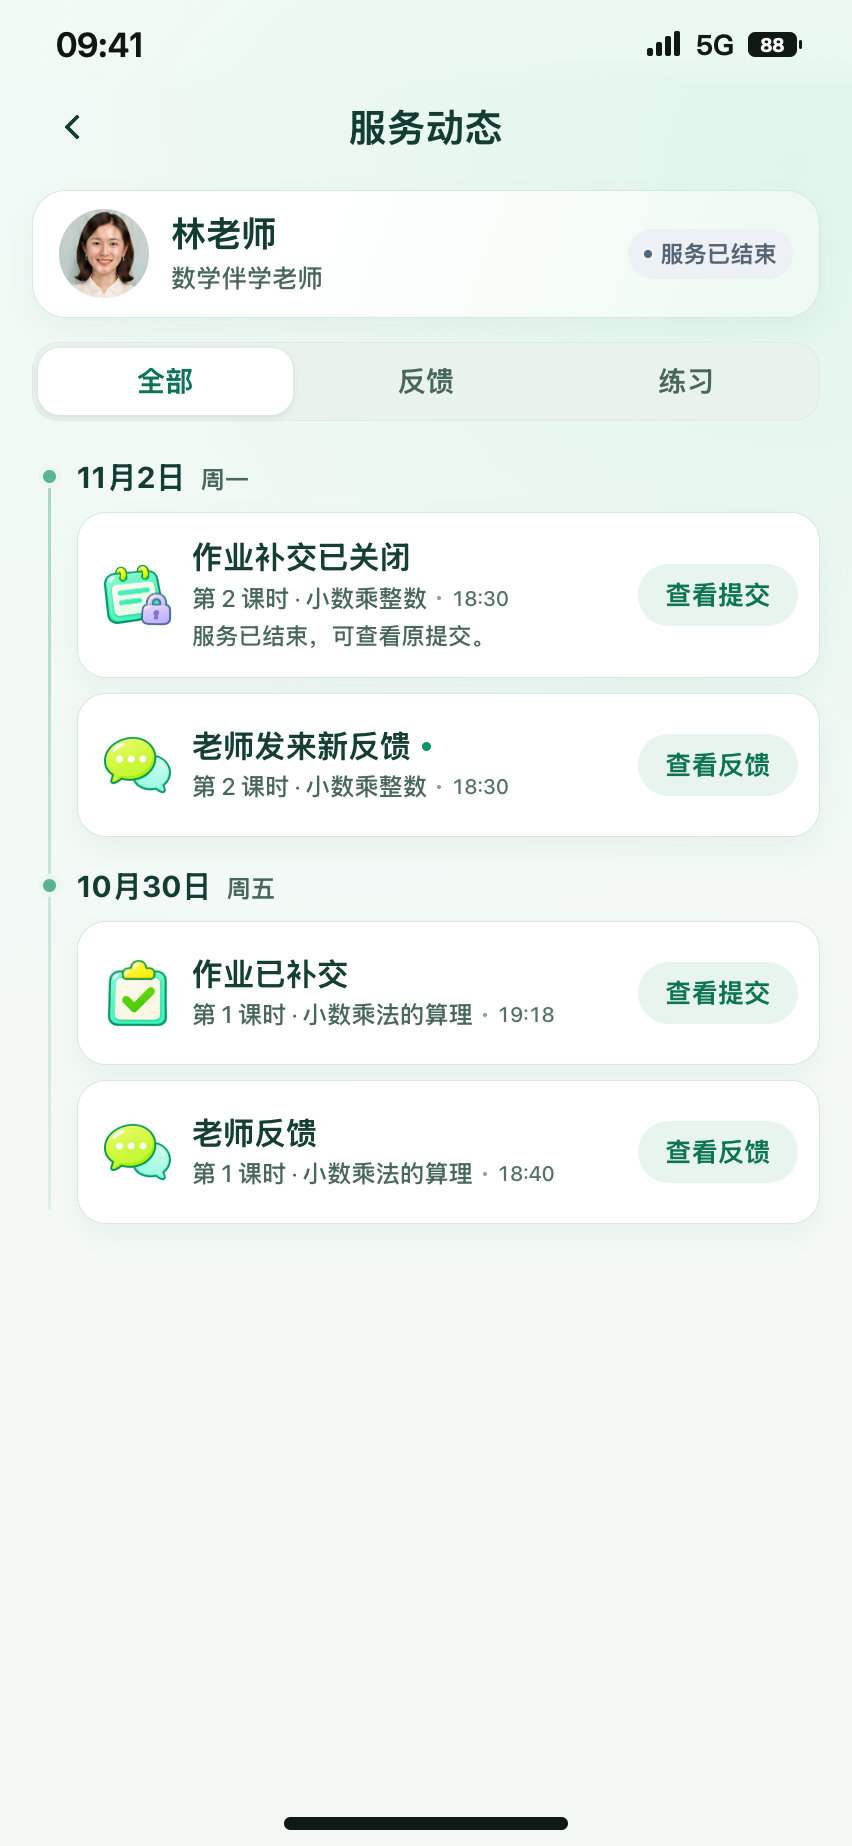 09:41
5G 88
服务动态
林老师
数学伴学老师
• 服务已结束
全部 反馈 练习
11月2日 周一
作业补交已关闭
第 2 课时 · 小数乘整数 · 18:30
服务已结束，可查看原提交。
查看提交
老师发来新反馈
第 2 课时 · 小数乘整数 · 18:30
查看反馈
10月30日 周五
作业已补交
第 1 课时 · 小数乘法的算理 · 19:18
查看提交
老师反馈
第 1 课时 · 小数乘法的算理 · 18:40
查看反馈